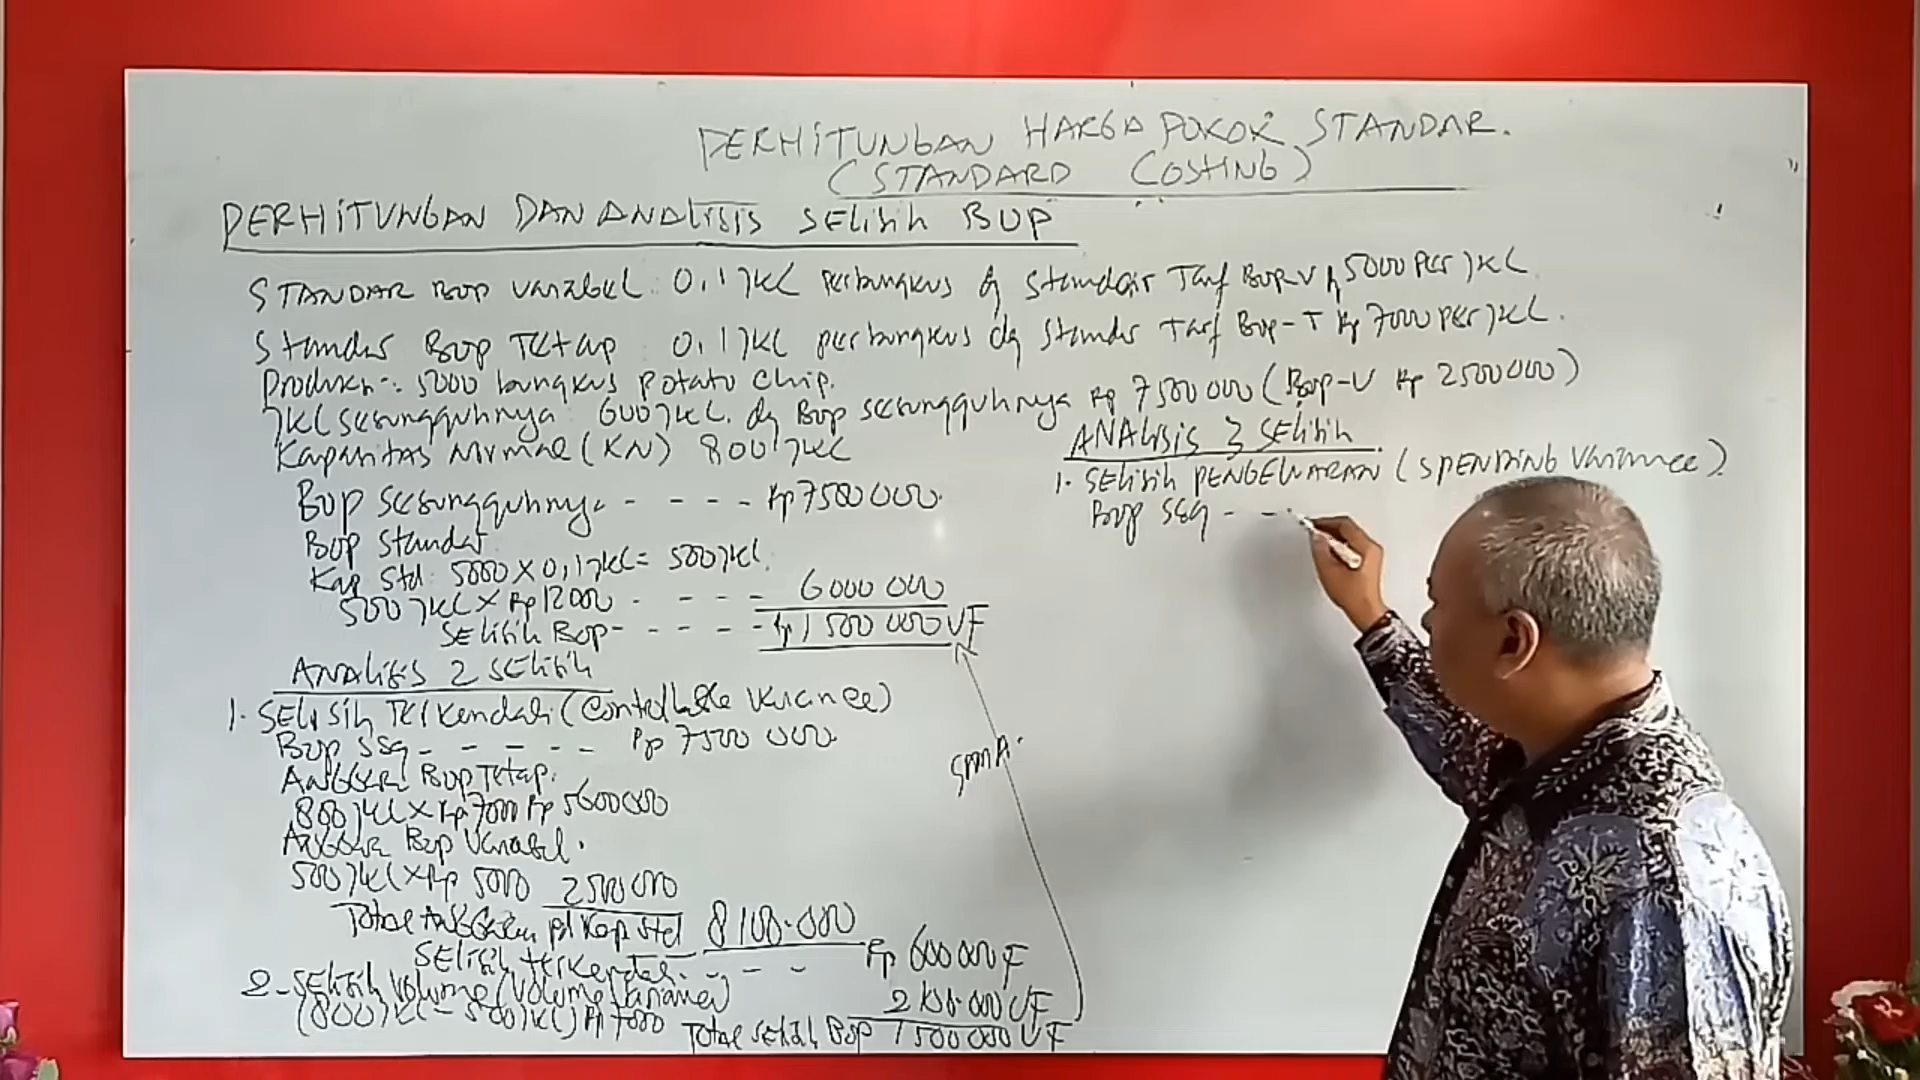 PERHITUNGAN HARGA POKOK STANDAR.
(STANDARD COSTING)
PERHITUNGAN DAN ANALISIS SELISIH BOP
STANDAR BOP VARIABEL : 0,1 JKL perbungkus dg Standar Tarf BOP-V Rp 5000 per JKL
Standar BOP Tetap : 0,1 JKL perbungkus dg Standar Tarf BOP-T Rp 7000 per JKL.
Produksi : 5000 bungkus potato chip.
JKL sesungguhnya : 600 JKL. dg BOP sesungguhnya Rp 7500 000 (BOP-V Rp 2500 000)
Kapasitas Normal (KN) 800 JKL
BOP sesungguhnya - - - - Rp 7500 000
BOP Standar
Kap Std : 5000 X 0,1 JKL = 500 JKL
500 JKL X Rp 12000 - - - - 6000 000
SELISIH BOP - - - - - Rp 1 500 000 UF
ANALISIS 2 SELISIH
1. SELISIH Terkendali (Controllable Variance)
BOP SSg - - - - - Rp 7500 000
Anggaran BOP Tetap.
800 JKL X Rp 7000 Rp 5600 000
Anggaran BOP Variabel.
500 JKL X Rp 5000 2500 000
Total Anggaran pd Kap std 8 100.000
Selisih terkendali - - - Rp 600 000 F
2. Selisih Volume (Volume Variance)
(800 JKL - 500 JKL) Rp 7000 2 100.000 UF
Total Selisih BOP 1 500 000 UF
SAMA.
ANALISIS 3 SELISIH
1. SELISIH PENGELUARAN (SPENDING Variance)
BOP SSg - - -